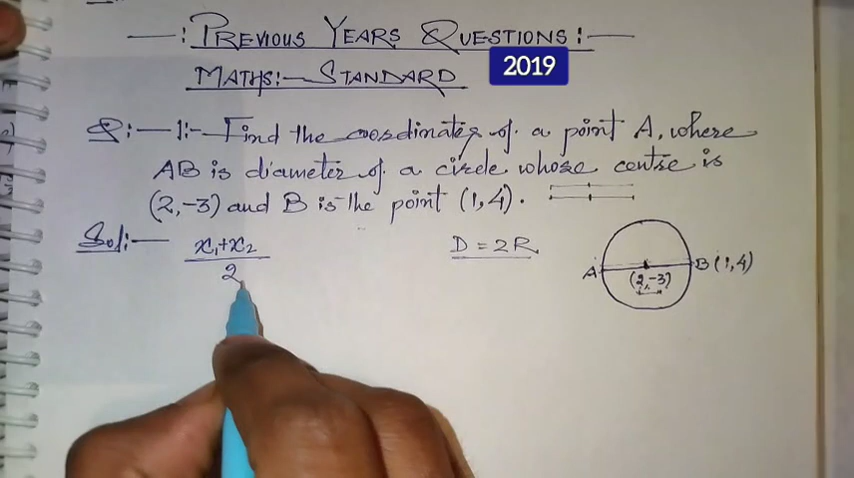 —: PREVIOUS YEARS QUESTIONS:—
MATHS:— STANDARD 2019
Q:— 1:- Find the coordinates of a point A, where
AB is diameter of a circle whose centre is
(2,-3) and B is the point (1,4).
Sol:— x₁+x₂ D = 2R
2
A B(1,4)
(2,-3)